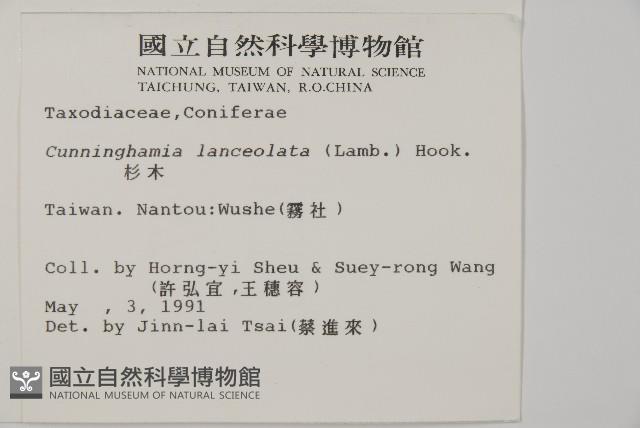 國立自然科學博物館
NATIONAL MUSEUM OF NATURAL SCIENCE
TAICHUNG, TAIWAN, R.O.CHINA
Taxodiaceae,Coniferae
Cunninghamia lanceolata (Lamb.) Hook.
杉木
Taiwan. Nantou:Wushe(霧社)
Coll. by Horng-yi Sheu & Suey-rong Wang
(許弘宜,王穗容)
May , 3, 1991
Det. by Jinn-lai Tsai(蔡進來)
國立自然科學博物館
NATIONAL MUSEUM OF NATURAL SCIENCE